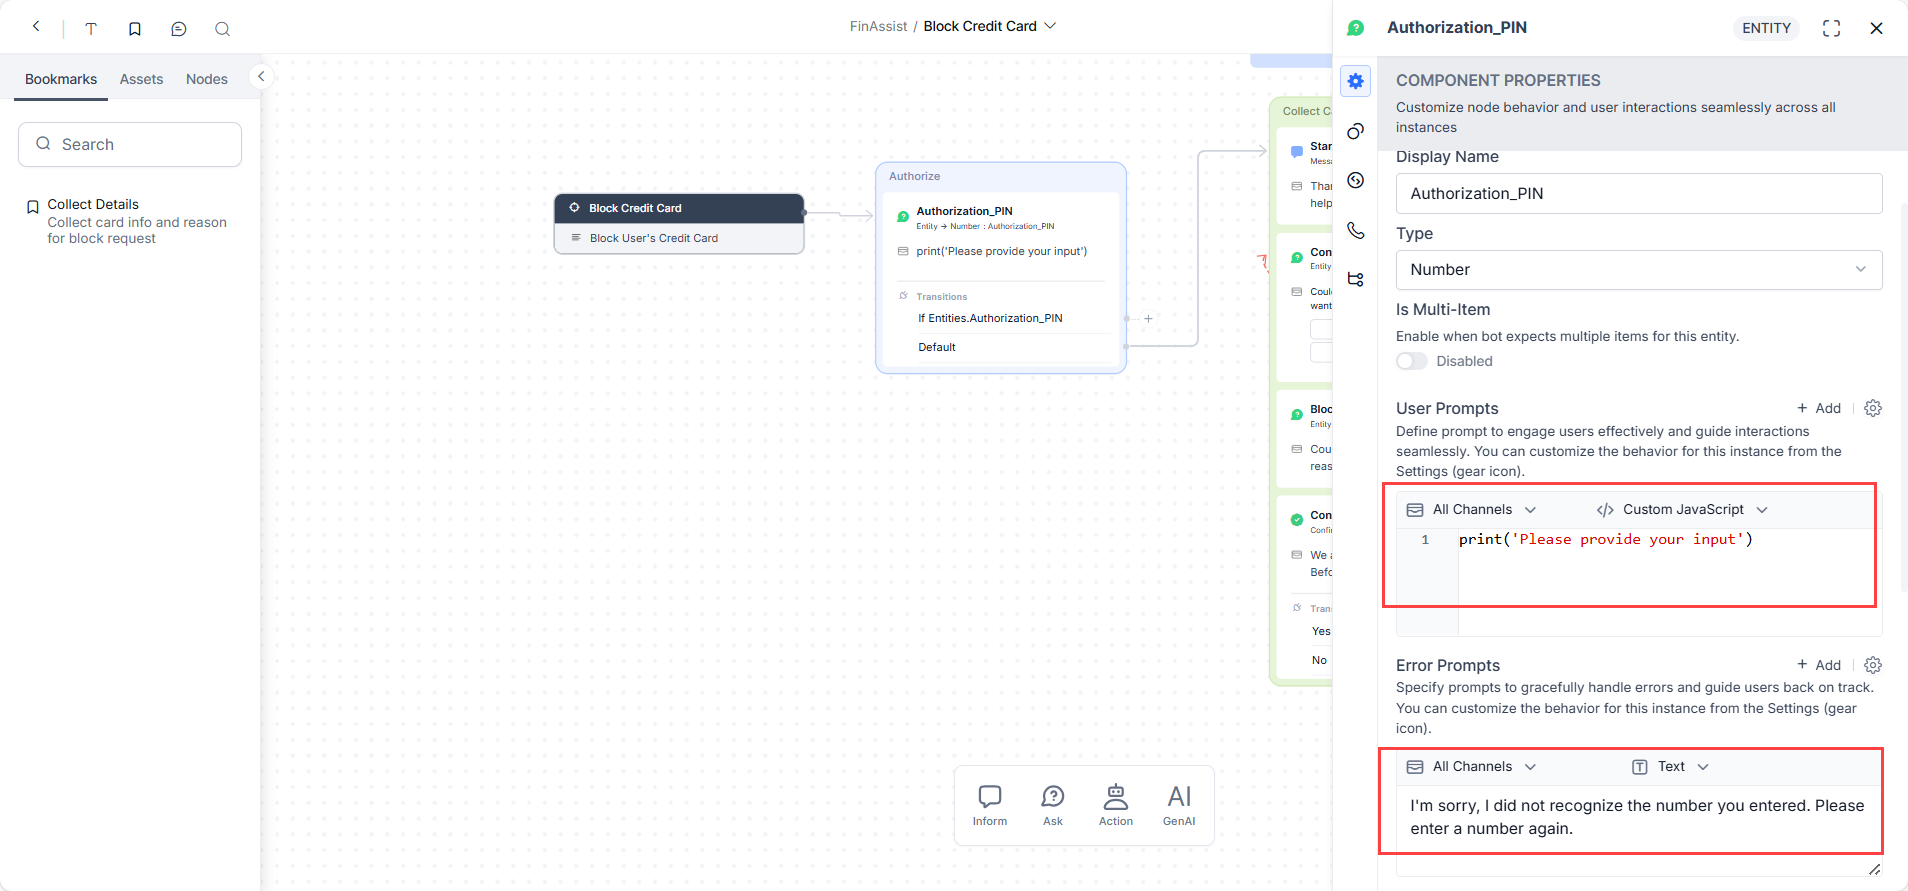 FinAssist / Block Credit Card
Bookmarks Assets Nodes
Search
Collect Details
Collect card info and reason
for block request
Block Credit Card
Block User's Credit Card
Authorize
Authorization_PIN
Entity → Number : Authorization_PIN
print('Please provide your input')
Transitions
If Entities.Authorization_PIN
+
Default
Collect C
Star
Messa
Than
help
Con
Entity
Coul
want
Bloc
Entity
Cou
reas
Con
Confir
We a
Befo
Tran
Yes
No
Inform
Ask
Action
AI
GenAI
Authorization_PIN
ENTITY
COMPONENT PROPERTIES
Customize node behavior and user interactions seamlessly across all
instances
Display Name
Authorization_PIN
Type
Number
Is Multi-Item
Enable when bot expects multiple items for this entity.
Disabled
User Prompts
+ Add
Define prompt to engage users effectively and guide interactions
seamlessly. You can customize the behavior for this instance from the
Settings (gear icon).
All Channels
</> Custom JavaScript
1 print('Please provide your input')
Error Prompts
+ Add
Specify prompts to gracefully handle errors and guide users back on track.
You can customize the behavior for this instance from the Settings (gear
icon).
All Channels
T Text
I'm sorry, I did not recognize the number you entered. Please
enter a number again.